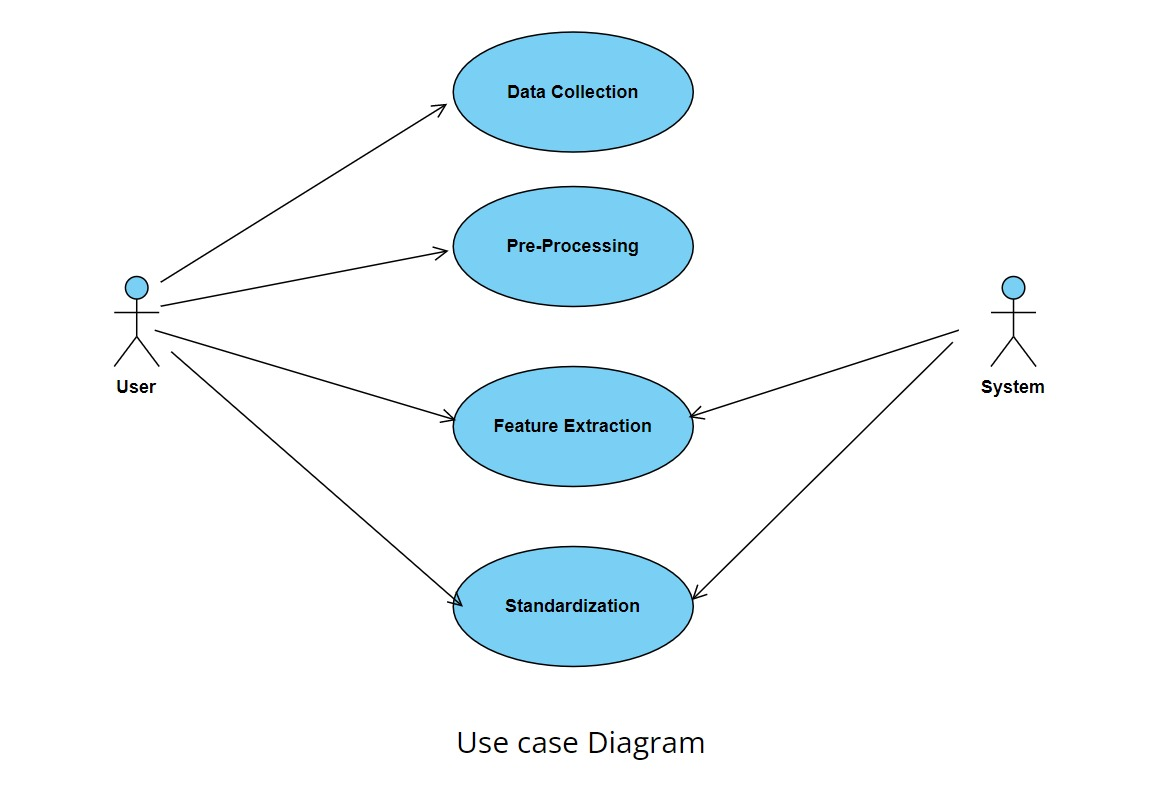 Data Collection
Pre-Processing
User
System
Feature Extraction
Standardization
Use case Diagram